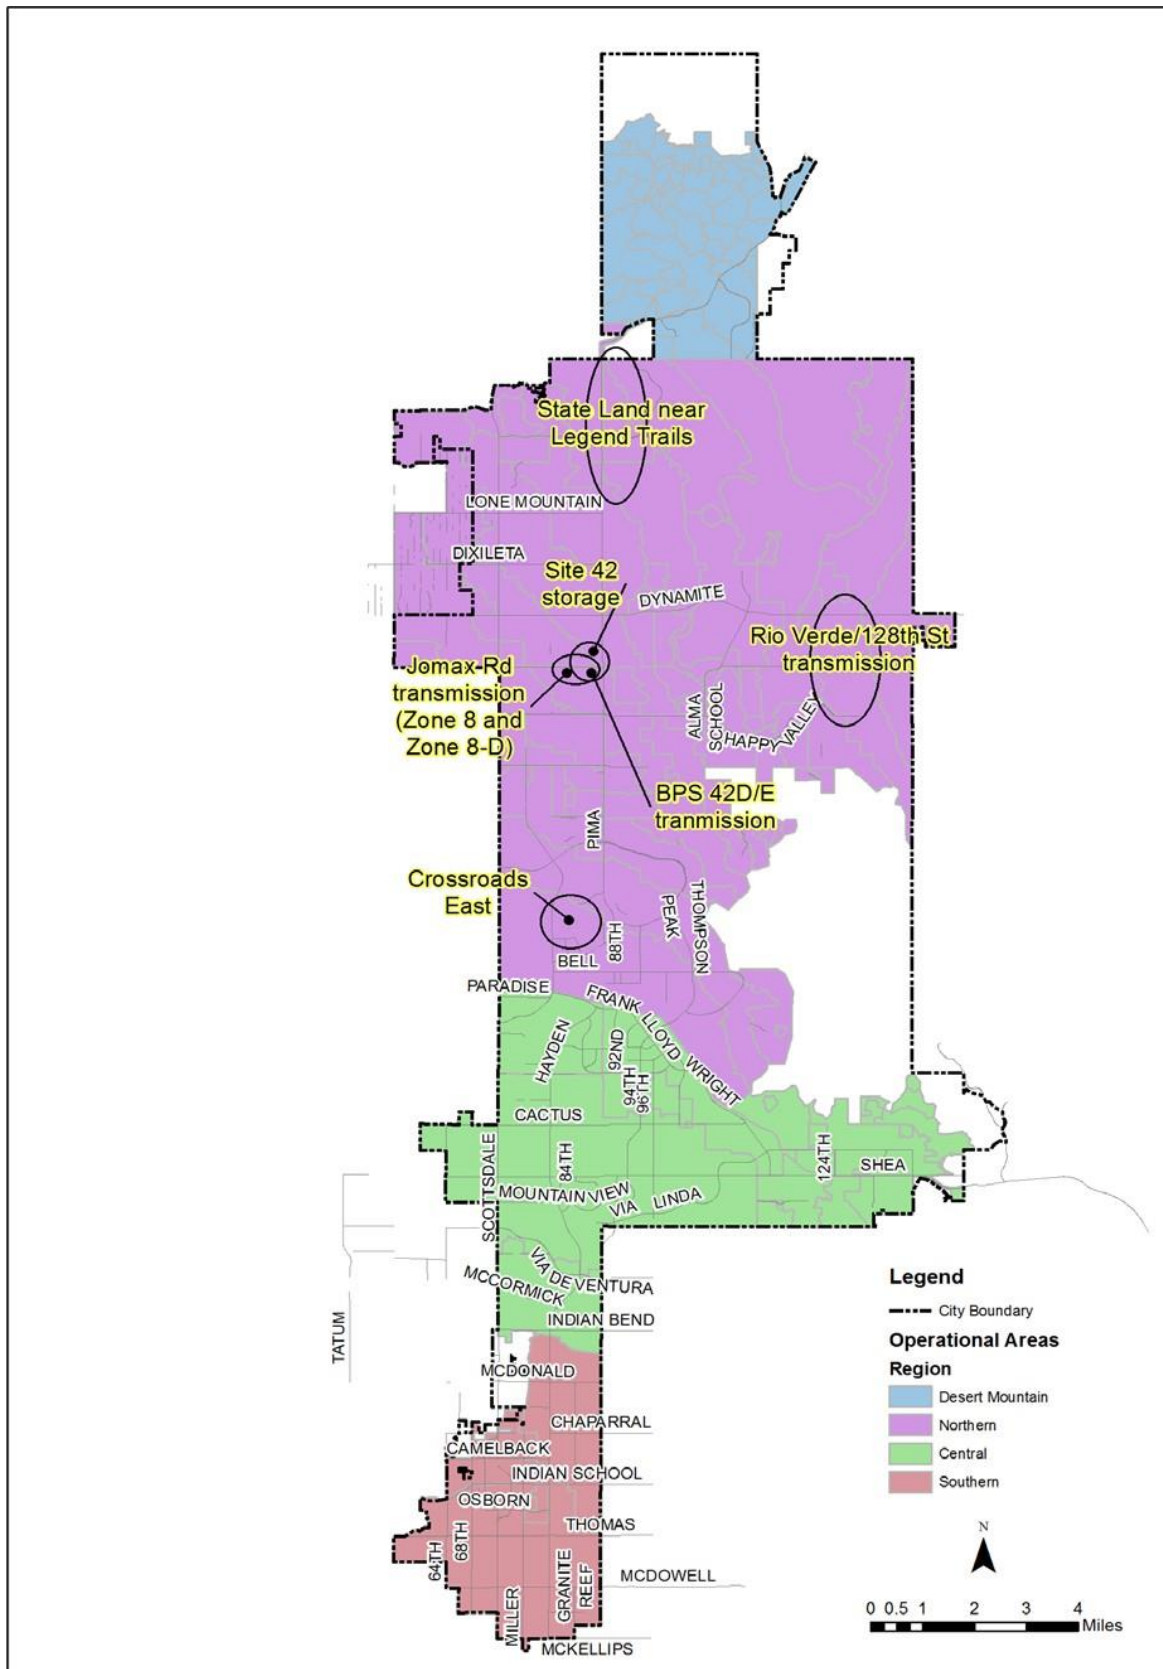 State Land near
Legend Trails
LONE MOUNTAIN
DIXILETA
Site 42
storage
DYNAMITE
Rio Verde/128th St
transmission
Jomax Rd
transmission
(Zone 8 and
Zone 8-D)
ALMA
SCHOOL
HAPPY VALLEY
BPS 42D/E
tranmission
PIMA
Crossroads
East
THOMPSON
PEAK
88TH
BELL
PARADISE
FRANK LLOYD WRIGHT
HAYDEN
92ND
94TH
96TH
CACTUS
SCOTTSDALE
84TH
124TH
SHEA
MOUNTAIN VIEW
VIA LINDA
VIA DE VENTURA
MCCORMICK
INDIAN BEND
TATUM
MCDONALD
CHAPARRAL
CAMELBACK
INDIAN SCHOOL
OSBORN
THOMAS
64TH
68TH
MCDOWELL
MILLER
GRANITE
REEF
MCKELLIPS
Legend
City Boundary
Operational Areas
Region
Desert Mountain
Northern
Central
Southern
N
0 0.5 1 2 3 4
Miles